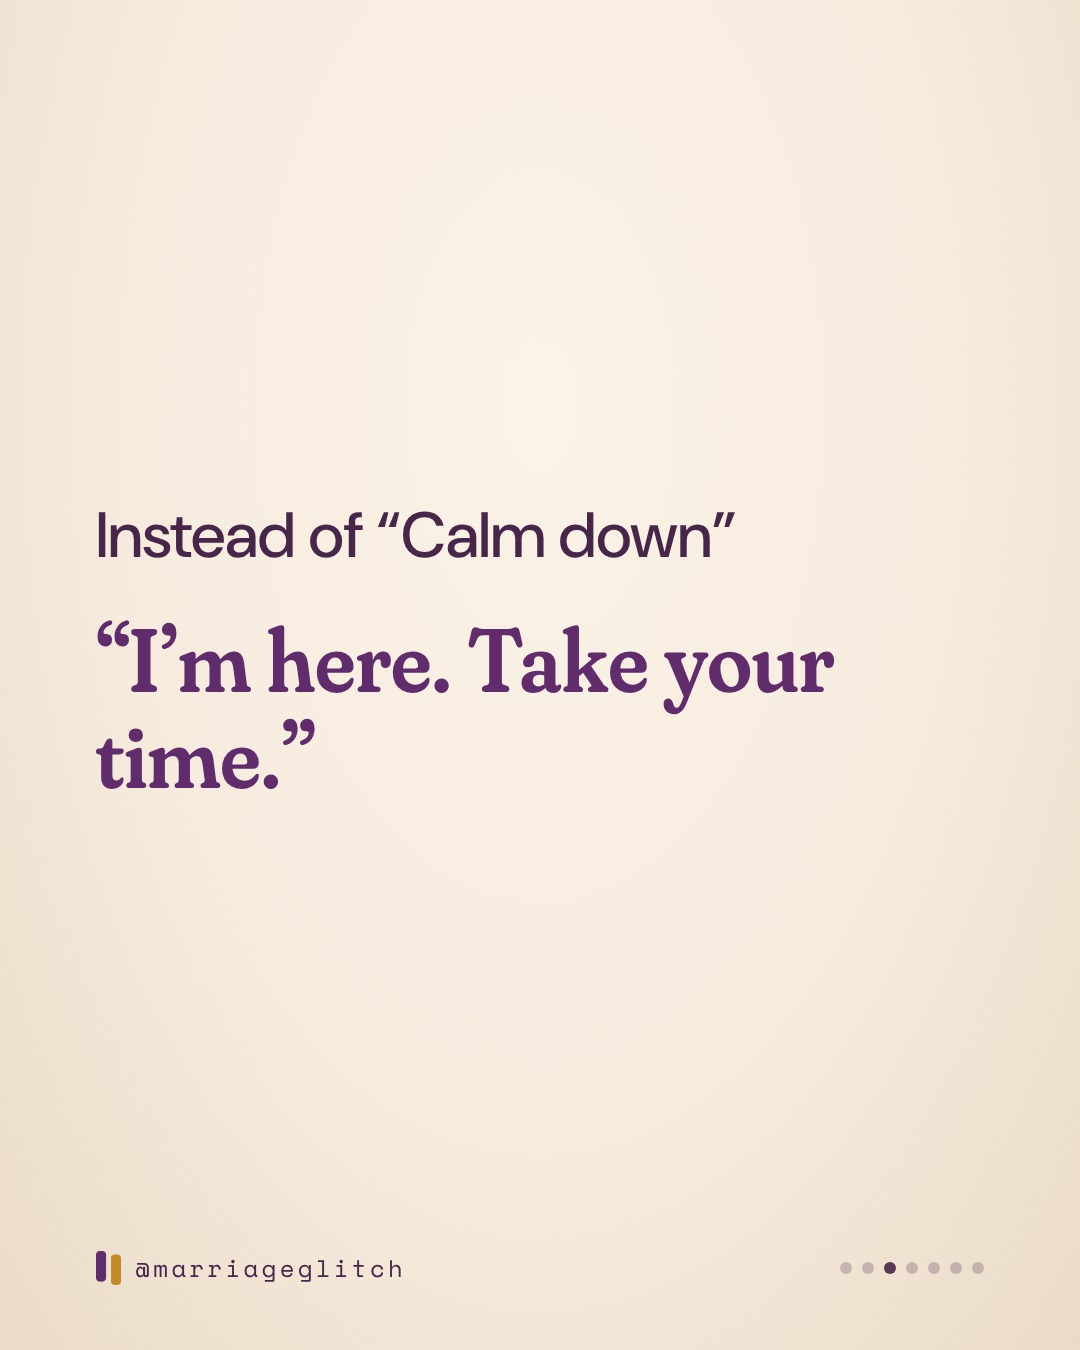 Instead of “Calm down”
“I’m here. Take your
time.”
@marriageglitch